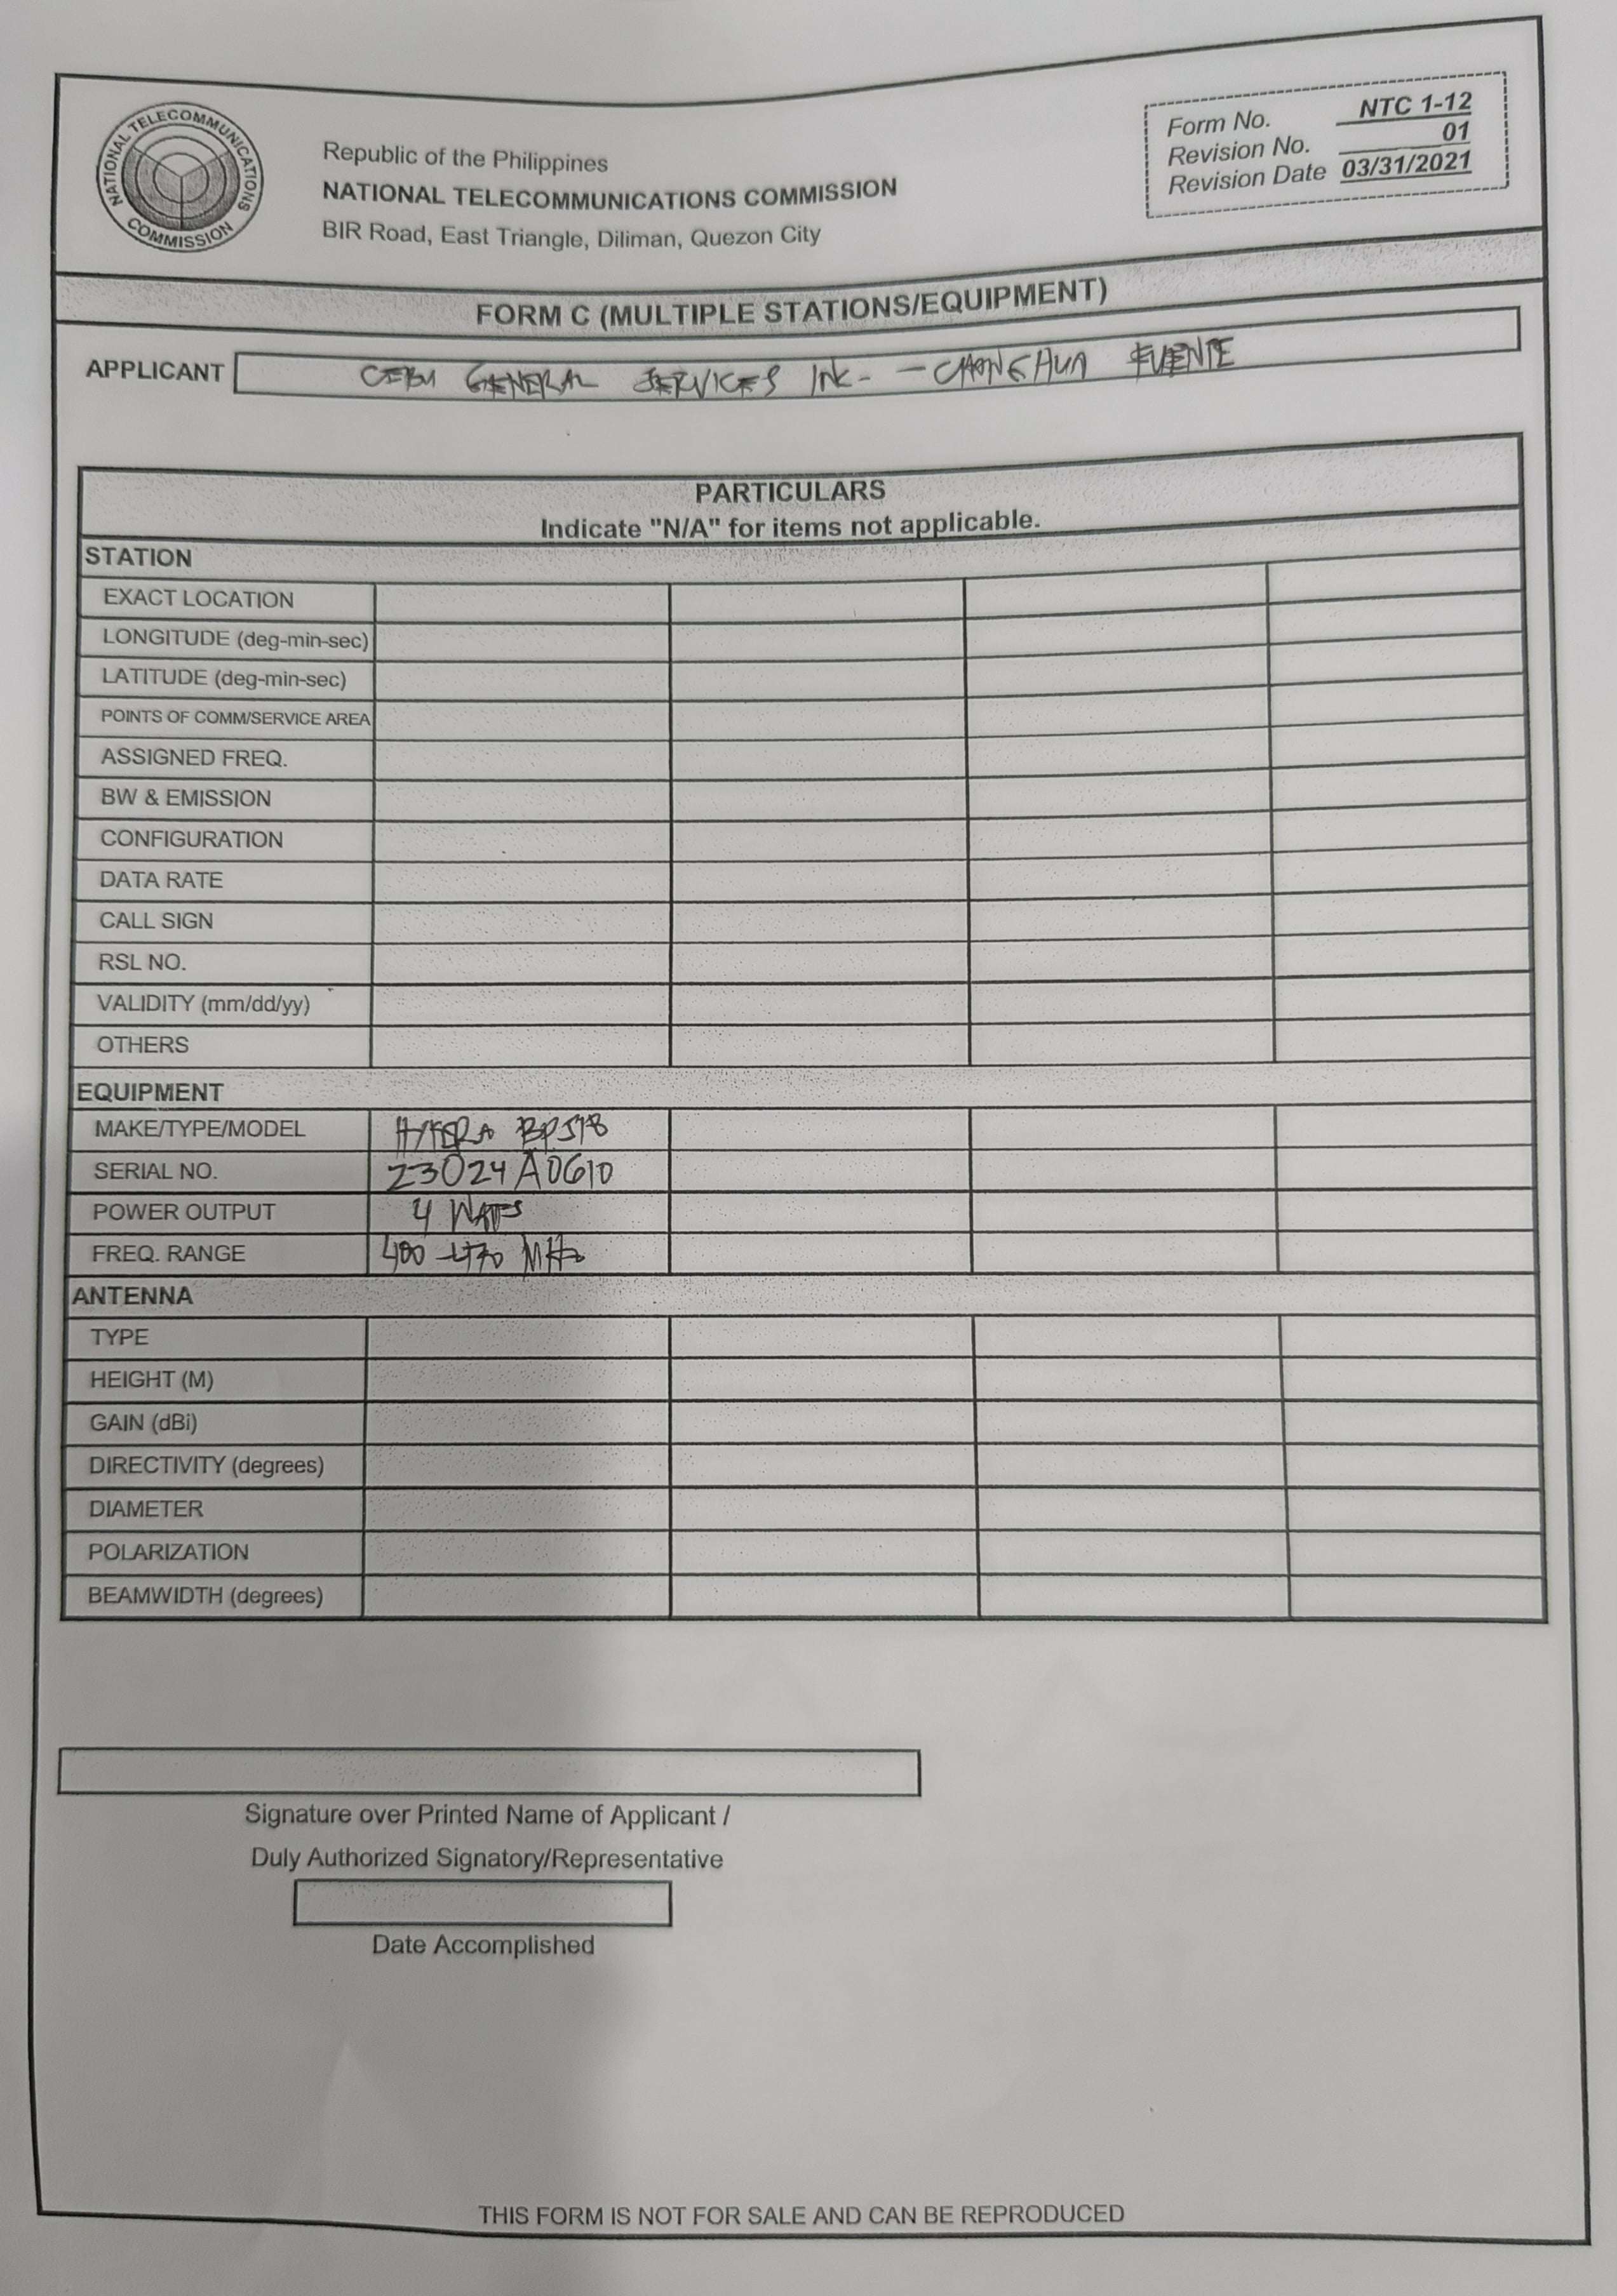 NATIONAL TELECOMMUNICATIONS COMMISSION
Republic of the Philippines
NATIONAL TELECOMMUNICATIONS COMMISSION
BIR Road, East Triangle, Diliman, Quezon City
Form No. NTC 1-12
Revision No. 01
Revision Date 03/31/2021
FORM C (MULTIPLE STATIONS/EQUIPMENT)
APPLICANT CEBU GENERAL SERVICES INC. - CHONGHUA FUENTE
PARTICULARS
Indicate "N/A" for items not applicable.
STATION
EXACT LOCATION
LONGITUDE (deg-min-sec)
LATITUDE (deg-min-sec)
POINTS OF COMM/SERVICE AREA
ASSIGNED FREQ.
BW & EMISSION
CONFIGURATION
DATA RATE
CALL SIGN
RSL NO.
VALIDITY (mm/dd/yy)
OTHERS
EQUIPMENT
MAKE/TYPE/MODEL HYTERA BP518
SERIAL NO. 23024A0610
POWER OUTPUT 4 WATTS
FREQ. RANGE 400 - 470 MHz
ANTENNA
TYPE
HEIGHT (M)
GAIN (dBi)
DIRECTIVITY (degrees)
DIAMETER
POLARIZATION
BEAMWIDTH (degrees)
Signature over Printed Name of Applicant /
Duly Authorized Signatory/Representative
Date Accomplished
THIS FORM IS NOT FOR SALE AND CAN BE REPRODUCED